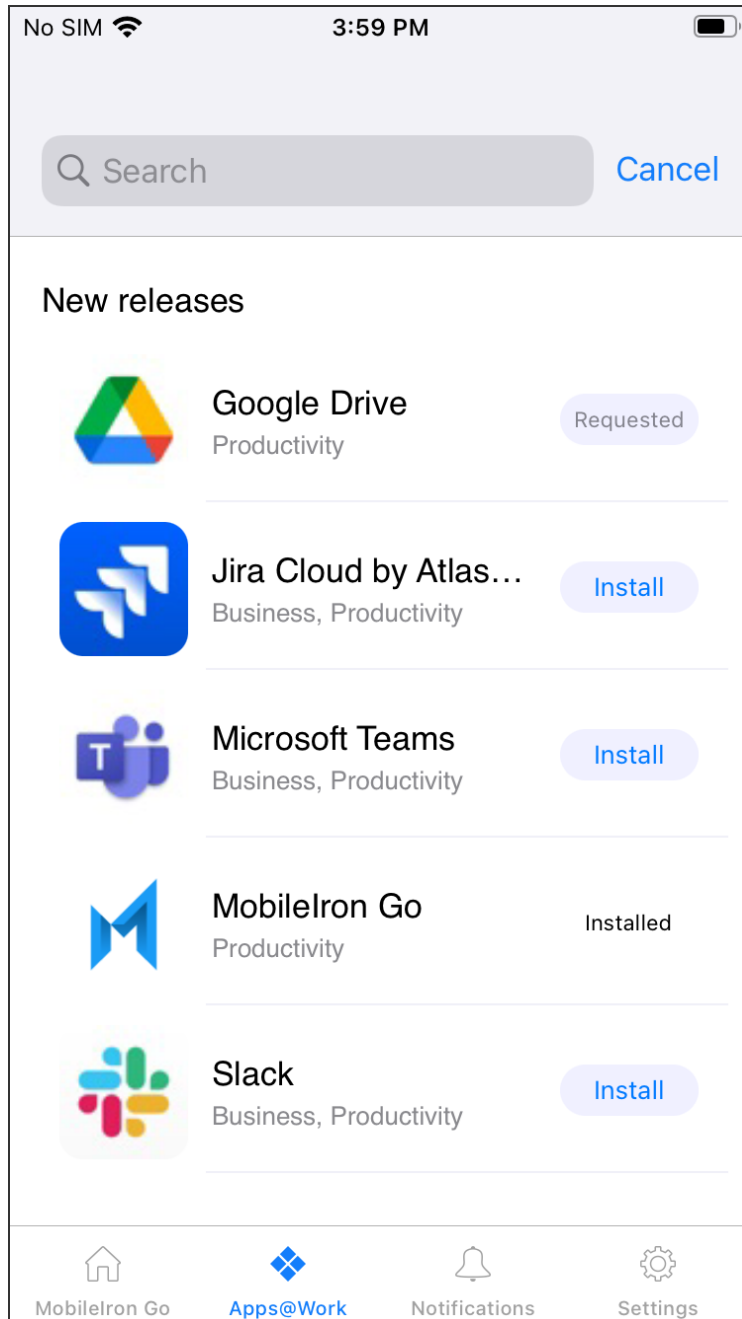 No SIM 3:59 PM
Search Cancel
New releases
Google Drive
Productivity
Requested
Jira Cloud by Atlas...
Business, Productivity
Install
T
Microsoft Teams
Business, Productivity
Install
MobileIron Go
Productivity
Installed
Slack
Business, Productivity
Install
MobileIron Go Apps@Work Notifications Settings